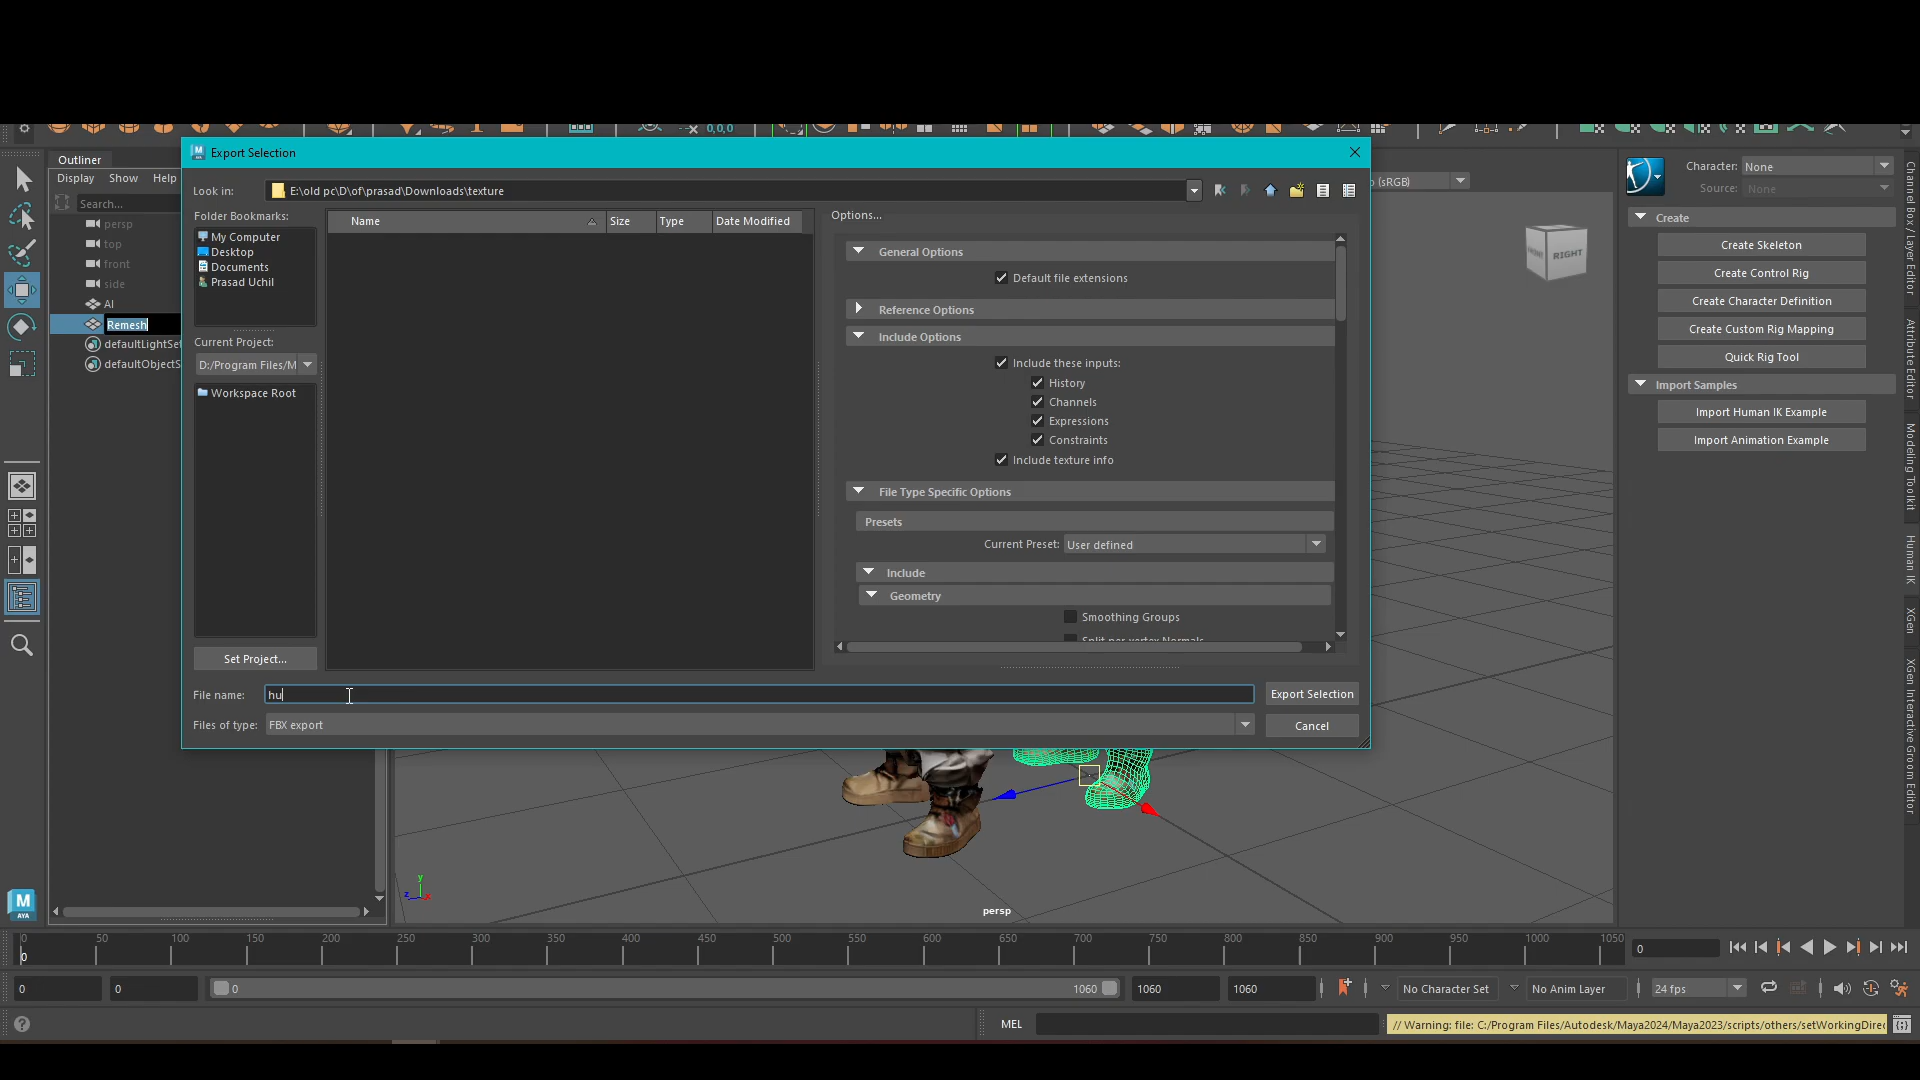 0,0,0
Outliner
Display Show Help
Search...
persp
top
front
side
AI
Remesh
defaultLightSet
defaultObjectS
Export Selection
Look in: E:\old pc\D\of\prasad\Downloads\texture
Folder Bookmarks:
My Computer
Desktop
Documents
Prasad Uchil
Current Project:
D:/Program Files/M
Workspace Root
Set Project...
Name Size Type Date Modified
Options...
General Options
Default file extensions
Reference Options
Include Options
Include these inputs:
History
Channels
Expressions
Constraints
Include texture info
File Type Specific Options
Presets
Current Preset: User defined
Include
Geometry
Smoothing Groups
Split per-vertex Normals
File name: hu
Export Selection
Files of type: FBX export
Cancel
(sRGB)
RIGHT
Character: None
Source: None
Create
Create Skeleton
Create Control Rig
Create Character Definition
Create Custom Rig Mapping
Quick Rig Tool
Import Samples
Import Human IK Example
Import Animation Example
Channel Box / Layer Editor
Attribute Editor
Modeling Toolkit
Human IK
XGen
XGen Interactive Groom Editor
M
AYA
y
z
x
persp
0 50 100 150 200 250 300 350 400 450 500 550 600 650 700 750 800 850 900 950 1000 1050
0
0
0 0 0 1060 1060 1060 No Character Set No Anim Layer 24 fps
MEL // Warning: file: C:/Program Files/Autodesk/Maya2024/Maya2023/scripts/others/setWorkingDirec